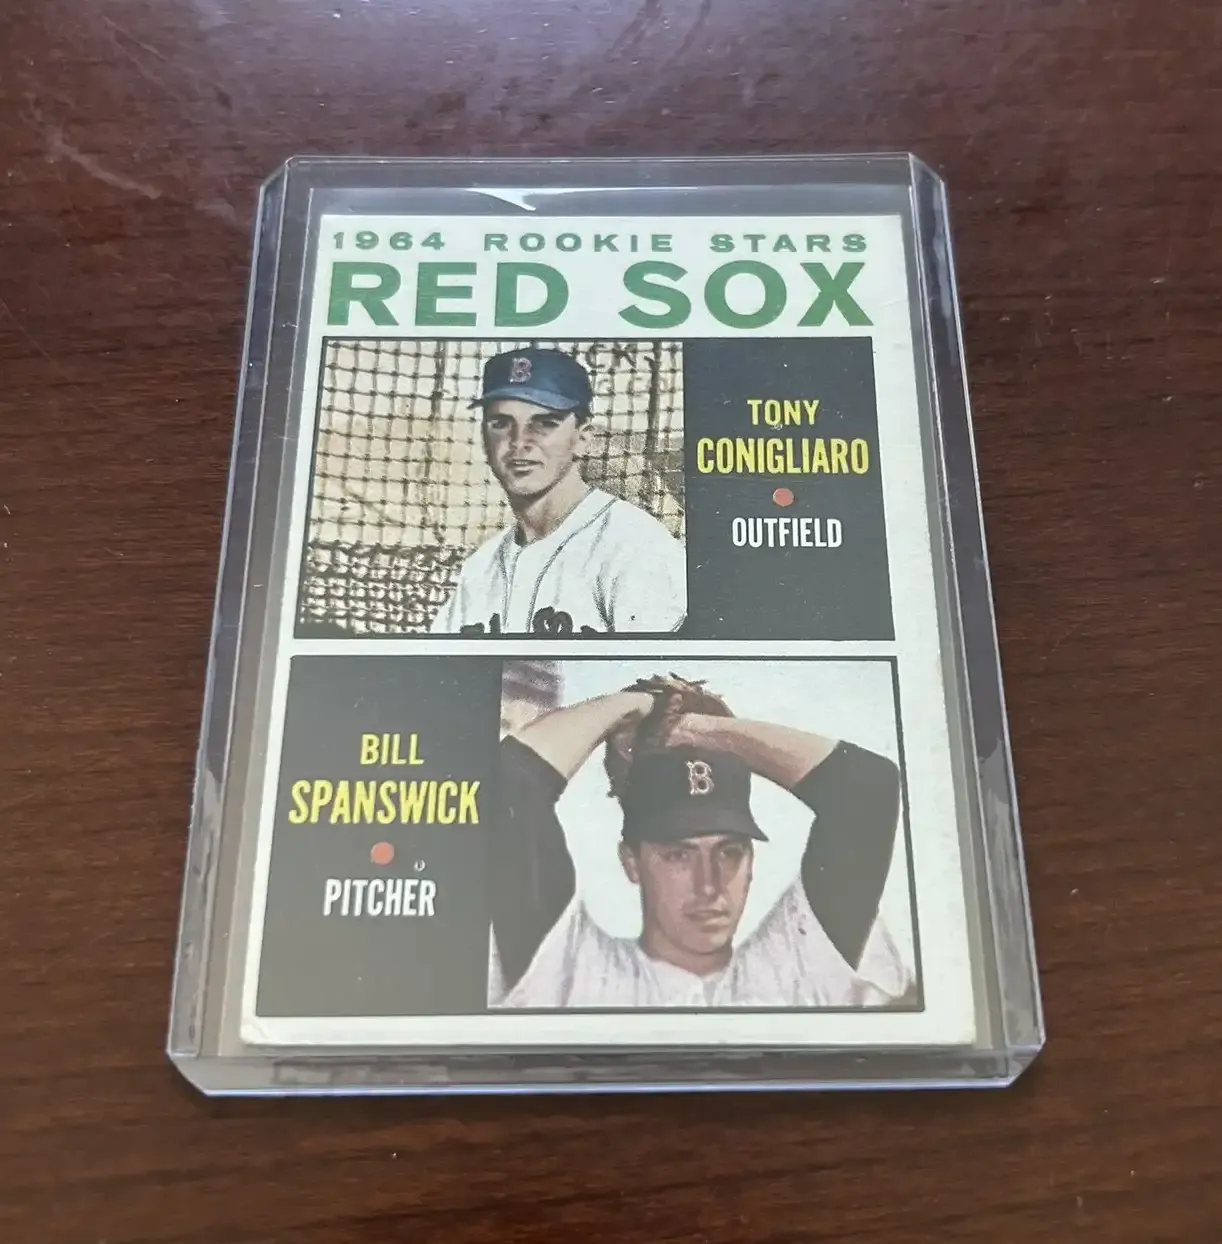 1964 ROOKIE STARS
RED SOX
B
TONY
CONIGLIARO
OUTFIELD
BILL
SPANSWICK
PITCHER
B